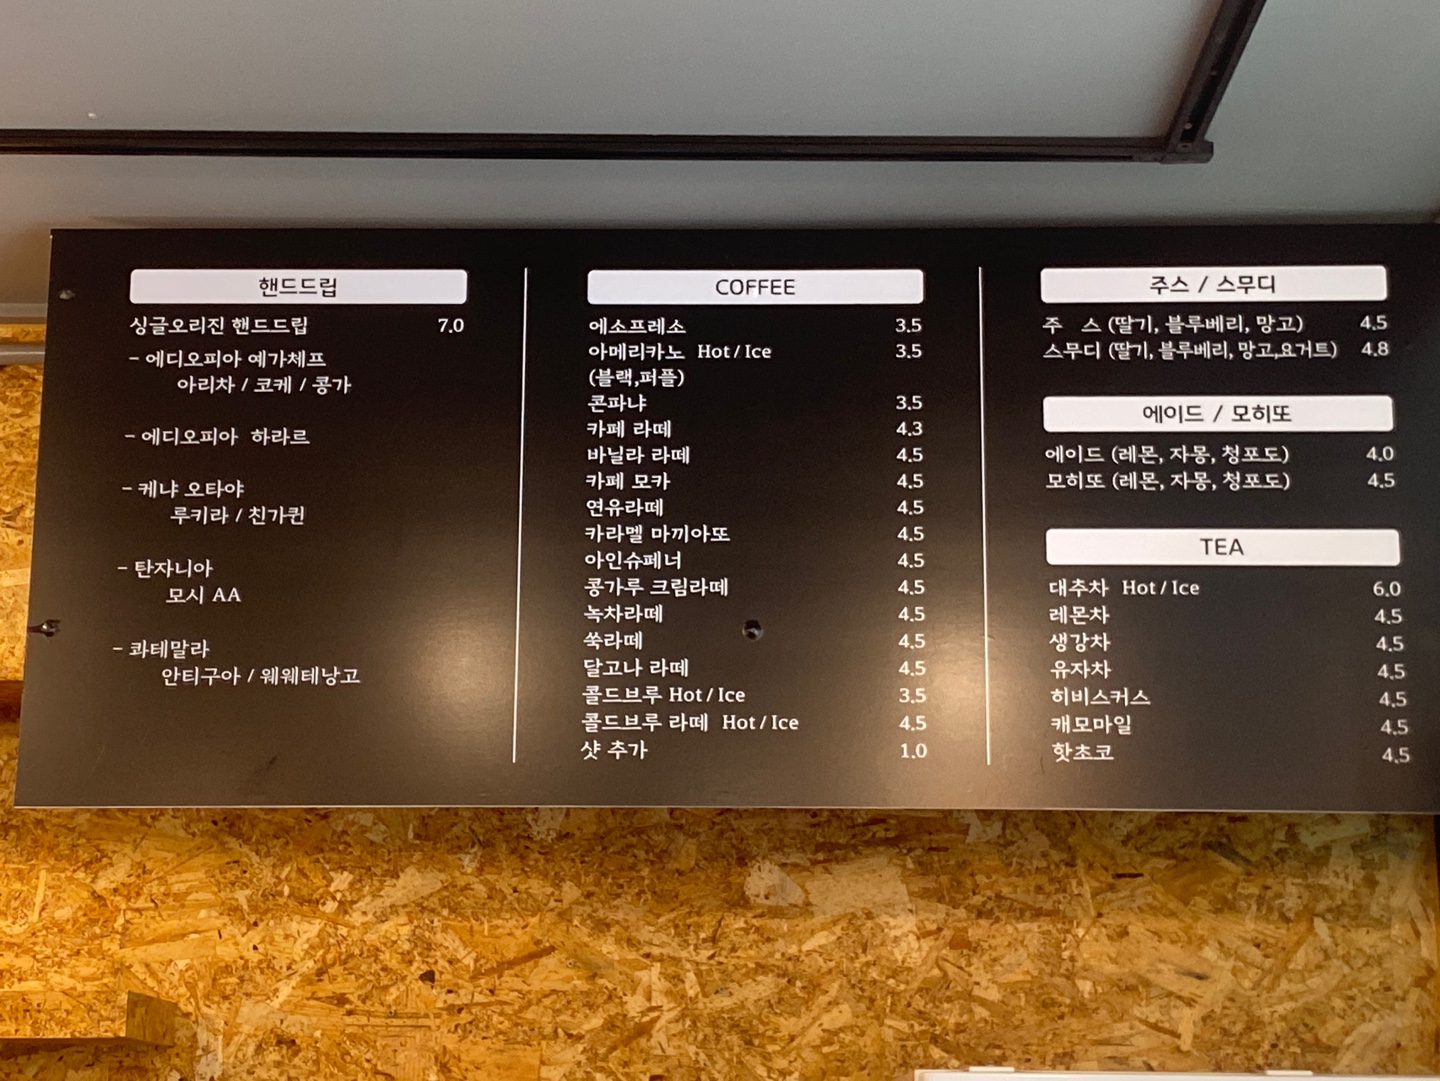 핸드드립
싱글오리진 핸드드립 7.0
- 에디오피아 예가체프
아리차 / 코케 / 콩가
- 에디오피아 하라르
- 케냐 오타야
루키라 / 친가퀸
- 탄자니아
모시 AA
- 콰테말라
안티구아 / 웨웨테낭고
COFFEE
에소프레소 3.5
아메리카노 Hot / Ice 3.5
(블랙,퍼플)
콘파냐 3.5
카페 라떼 4.3
바닐라 라떼 4.5
카페 모카 4.5
연유라떼 4.5
카라멜 마끼아또 4.5
아인슈페너 4.5
콩가루 크림라떼 4.5
녹차라떼 4.5
쑥라떼 4.5
달고나 라떼 4.5
콜드브루 Hot / Ice 3.5
콜드브루 라떼 Hot / Ice 4.5
샷 추가 1.0
주스 / 스무디
주 스 (딸기, 블루베리, 망고) 4.5
스무디 (딸기, 블루베리, 망고,요거트) 4.8
에이드 / 모히또
에이드 (레몬, 자몽, 청포도) 4.0
모히또 (레몬, 자몽, 청포도) 4.5
TEA
대추차 Hot / Ice 6.0
레몬차 4.5
생강차 4.5
유자차 4.5
히비스커스 4.5
캐모마일 4.5
핫초코 4.5